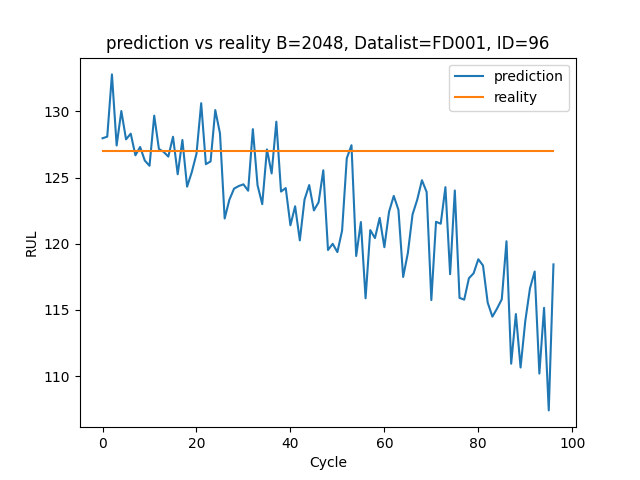 prediction vs reality B=2048, Datalist=FD001, ID=96
prediction
reality
130
125
120
115
110
RUL
0 20 40 60 80 100
Cycle